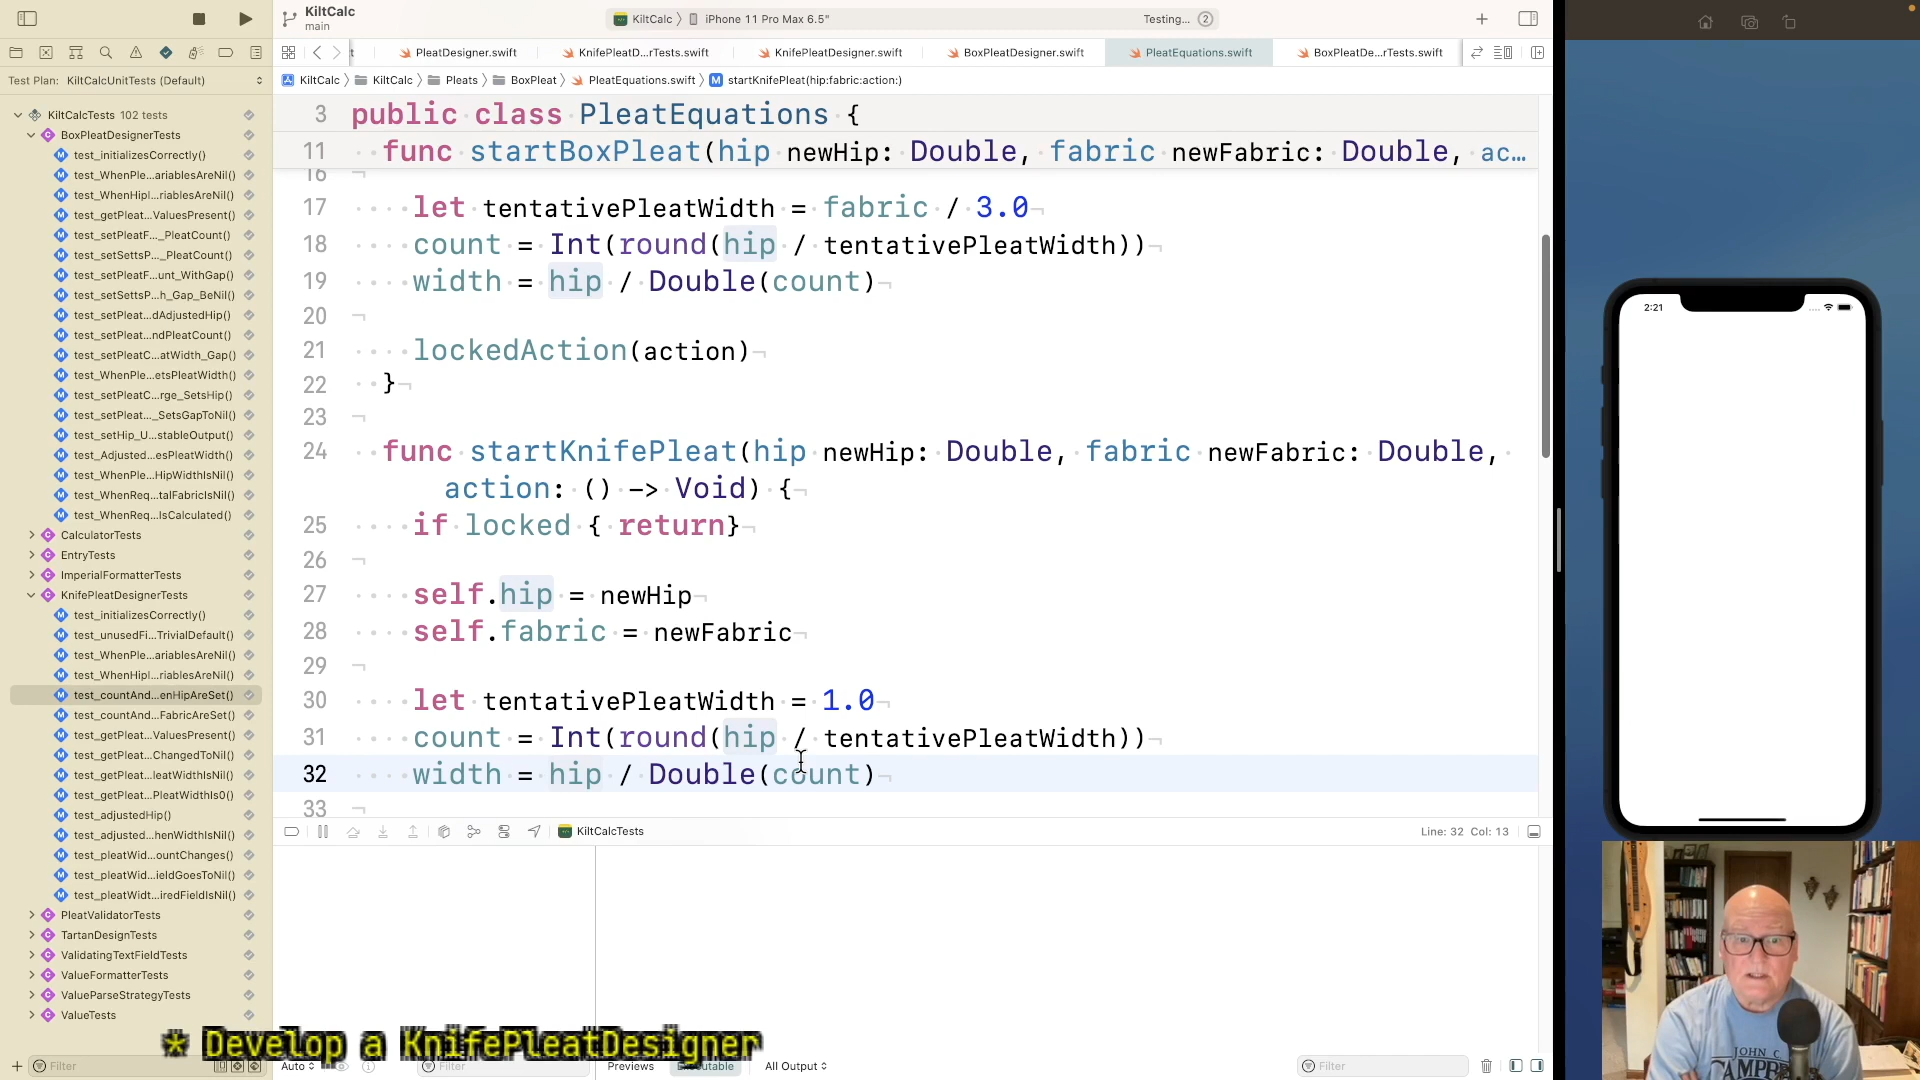 KiltCalc
main
KiltCalc
iPhone 11 Pro Max 6.5"
Testing...
2
t
PleatDesigner.swift
KnifePleatD...rTests.swift
KnifePleatDesigner.swift
BoxPleatDesigner.swift
PleatEquations.swift
BoxPleatDe...rTests.swift
Test Plan: KiltCalcUnitTests (Default)
KiltCalc
KiltCalc
Pleats
BoxPleat
PleatEquations.swift
startKnifePleat(hip:fabric:action:)
KiltCalcTests 102 tests
BoxPleatDesignerTests
test_initializesCorrectly()
test_WhenPle...ariablesAreNil()
test_WhenHipl...riablesAreNil()
test_getPleat...ValuesPresent()
test_setPleatF..._PleatCount()
test_setSettsP..._PleatCount()
test_setPleatF...unt_WithGap()
test_setSettsP...h_Gap_BeNil()
test_setPleat...dAdjustedHip()
test_setPleat...ndPleatCount()
test_setPleatC...atWidth_Gap()
test_WhenPle...etsPleatWidth()
test_setPleatC...rge_SetsHip()
test_setPleat..._SetsGapToNil()
test_setHip_U...stableOutput()
test_Adjusted...esPleatWidth()
test_WhenPle...HipWidthIsNil()
test_WhenReq...talFabricIsNil()
test_WhenReq...IsCalculated()
CalculatorTests
EntryTests
ImperialFormatterTests
KnifePleatDesignerTests
test_initializesCorrectly()
test_unusedFi...TrivialDefault()
test_WhenPle...ariablesAreNil()
test_WhenHipl...riablesAreNil()
test_countAnd...enHipAreSet()
test_countAnd...FabricAreSet()
test_getPleat...ValuesPresent()
test_getPleat...ChangedToNil()
test_getPleat...leatWidthIsNil()
test_getPleat...PleatWidthIs0()
test_adjustedHip()
test_adjusted...henWidthIsNil()
test_pleatWid...ountChanges()
test_pleatWid...ieldGoesToNil()
test_pleatWidt...iredFieldIsNil()
PleatValidatorTests
TartanDesignTests
ValidatingTextFieldTests
ValueFormatterTests
ValueParseStrategyTests
ValueTests
Filter
3 public class PleatEquations {
11 func startBoxPleat(hip newHip: Double, fabric newFabric: Double, ac...
16
17 let tentativePleatWidth = fabric / 3.0
18 count = Int(round(hip / tentativePleatWidth))
19 width = hip / Double(count)
20
21 lockedAction(action)
22 }
23
24 func startKnifePleat(hip newHip: Double, fabric newFabric: Double,
action: () -> Void) {
25 if locked { return}
26
27 self.hip = newHip
28 self.fabric = newFabric
29
30 let tentativePleatWidth = 1.0
31 count = Int(round(hip / tentativePleatWidth))
32 width = hip / Double(count)
33
KiltCalcTests
Line: 32 Col: 13
Auto
Filter
Previews
Executable
All Output
Filter
* Develop a KnifePleatDesigner
2:21
JOHN C.
CAMPBE